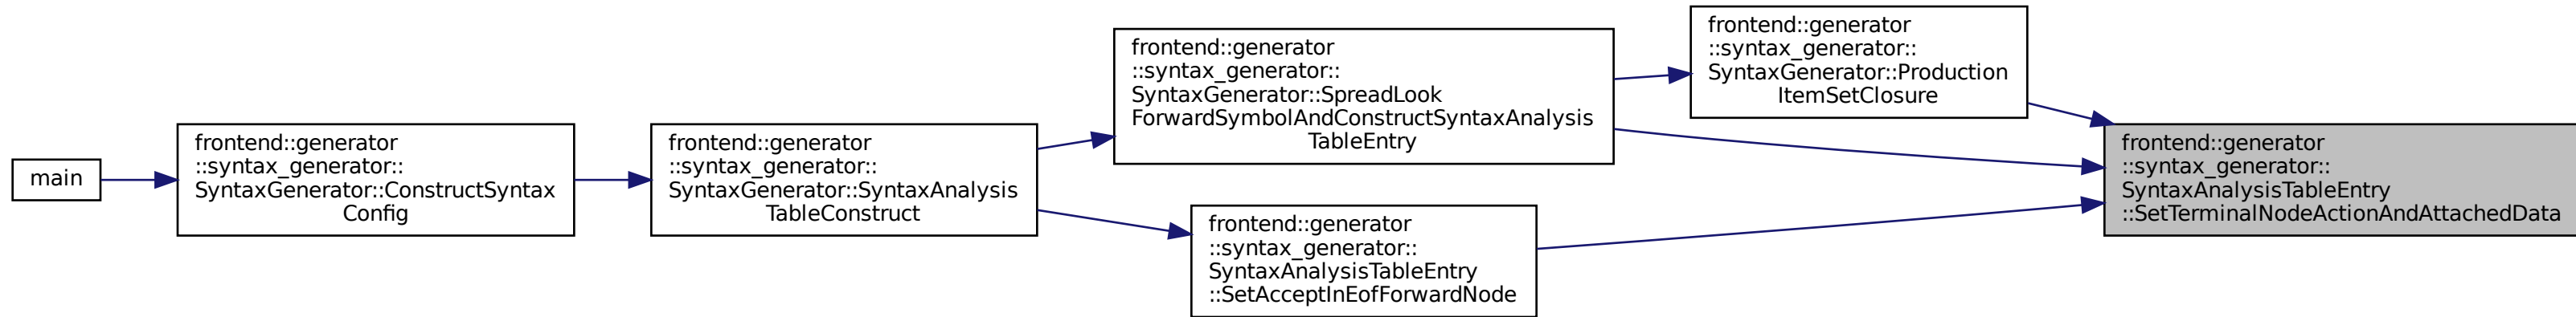 main
frontend::generator
::syntax_generator::
SyntaxGenerator::ConstructSyntax
Config
frontend::generator
::syntax_generator::
SyntaxGenerator::SyntaxAnalysis
TableConstruct
frontend::generator
::syntax_generator::
SyntaxGenerator::SpreadLook
ForwardSymbolAndConstructSyntaxAnalysis
TableEntry
frontend::generator
::syntax_generator::
SyntaxAnalysisTableEntry
::SetAcceptInEofForwardNode
frontend::generator
::syntax_generator::
SyntaxGenerator::Production
ItemSetClosure
frontend::generator
::syntax_generator::
SyntaxAnalysisTableEntry
::SetTerminalNodeActionAndAttachedData